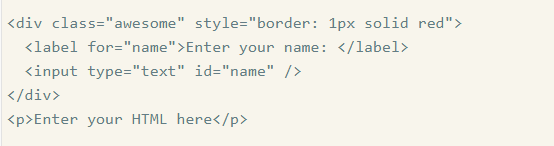 <div class="awesome" style="border: 1px solid red">
  <label for="name">Enter your name: </label>
  <input type="text" id="name" />
</div>
<p>Enter your HTML here</p>